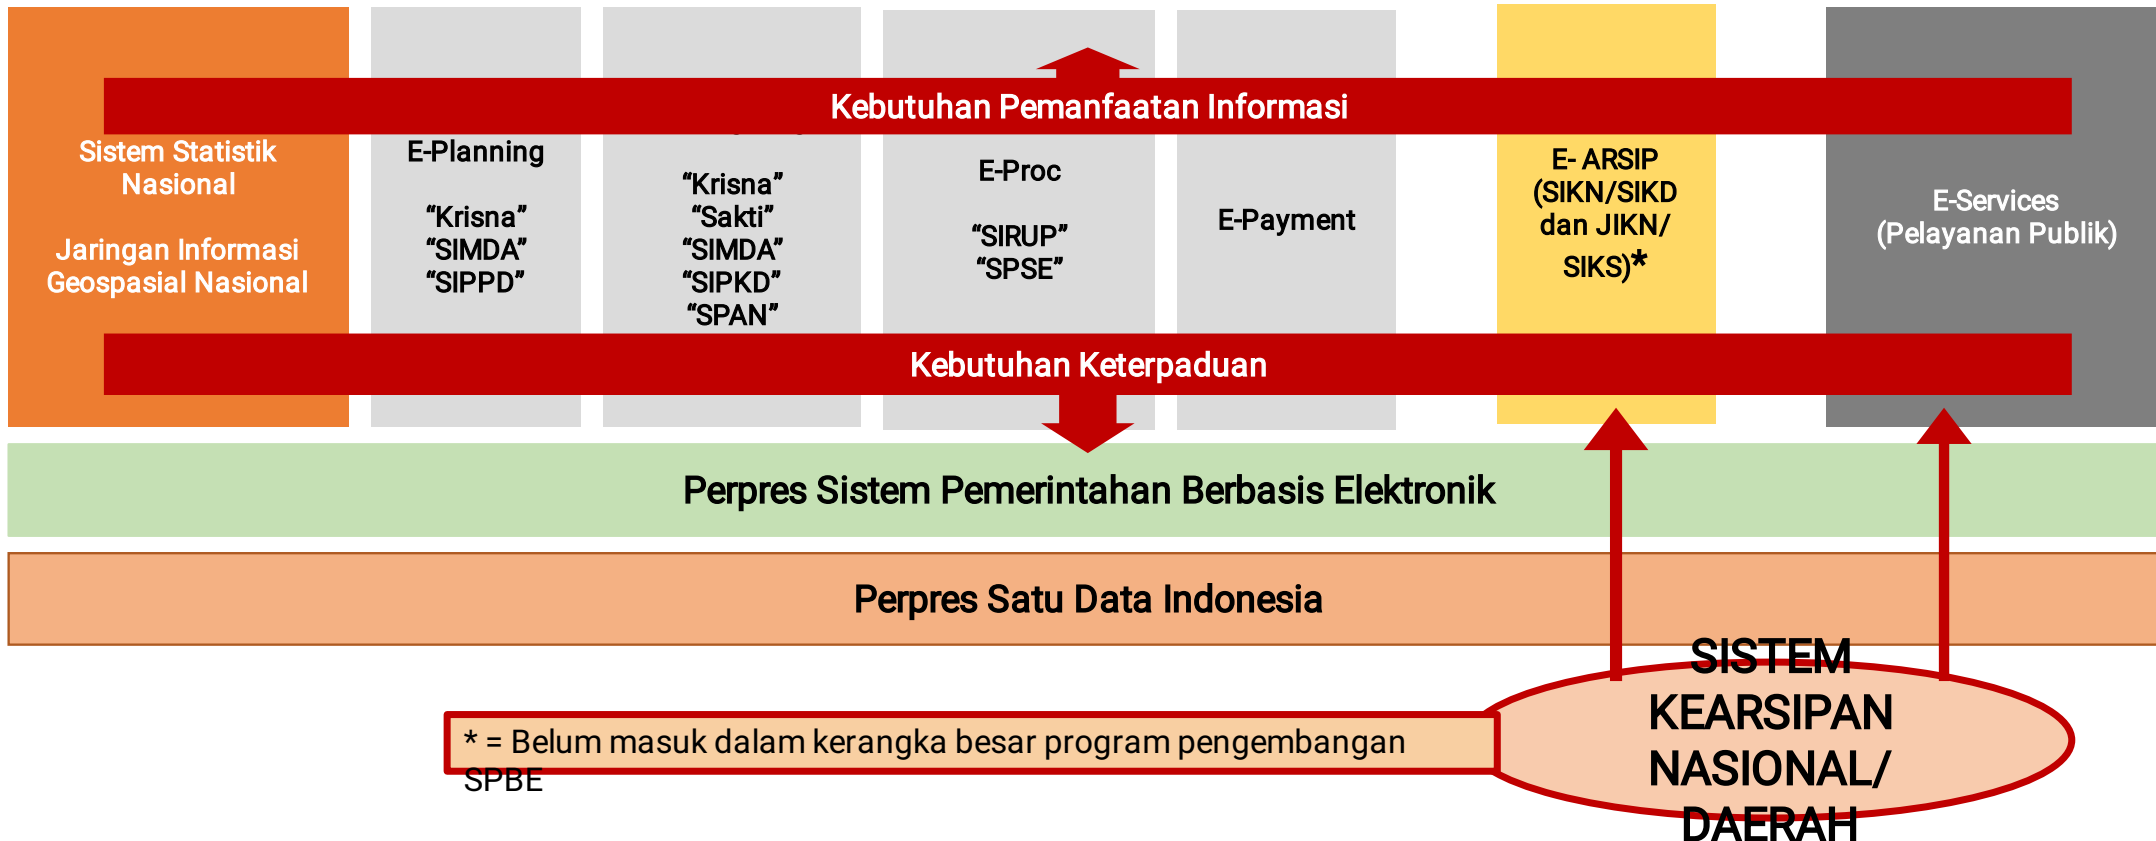 Kebutuhan Pemanfaatan Informasi
Sistem Statistik
Nasional
Jaringan Informasi
Geospasial Nasional
E-Planning
“Krisna”
“SIMDA”
“SIPPD”
“Krisna”
“Sakti”
“SIMDA”
“SIPKD”
“SPAN”
E-Proc
“SIRUP”
“SPSE”
E-Payment
E- ARSIP
(SIKN/SIKD
dan JIKN/
SIKS)*
E-Services
(Pelayanan Publik)
Kebutuhan Keterpaduan
Perpres Sistem Pemerintahan Berbasis Elektronik
Perpres Satu Data Indonesia
* = Belum masuk dalam kerangka besar program pengembangan
SPBE
SISTEM
KEARSIPAN
NASIONAL/
DAERAH